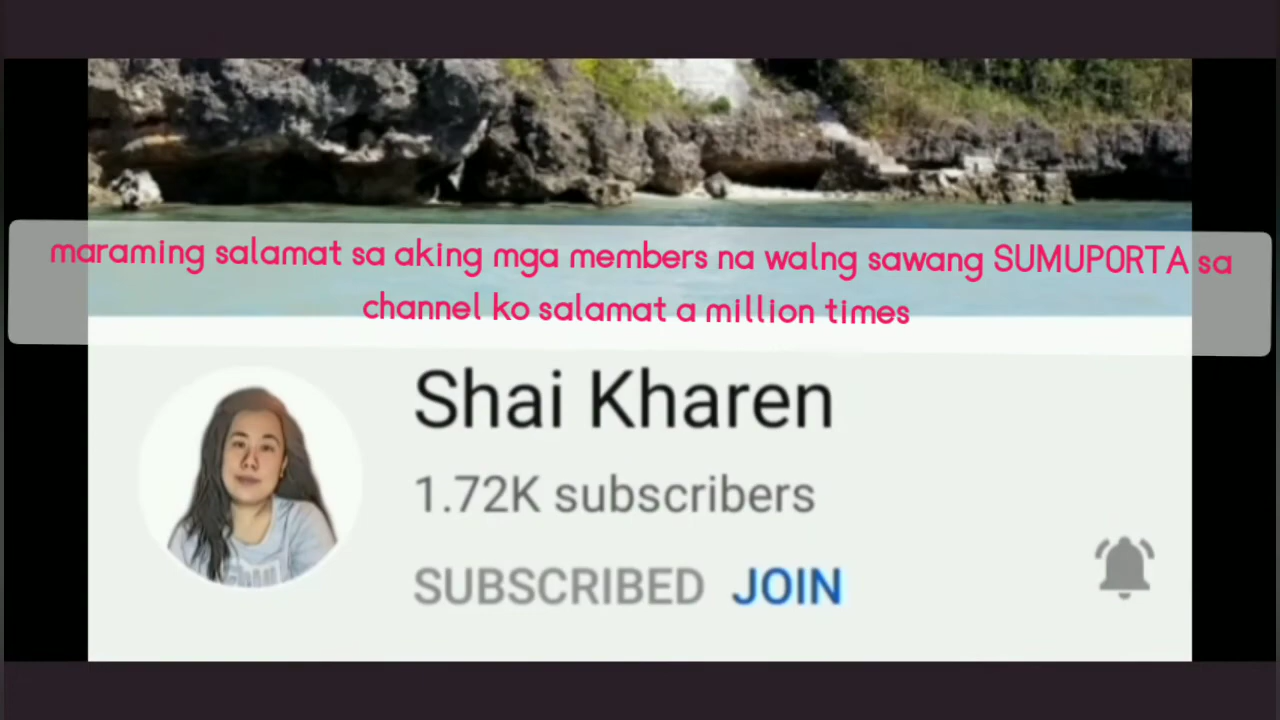 maraming salamat sa aking mga members na walng sawang SUMUPORTA sa
channel ko salamat a million times
Shai Kharen
1.72K subscribers
SUBSCRIBED JOIN